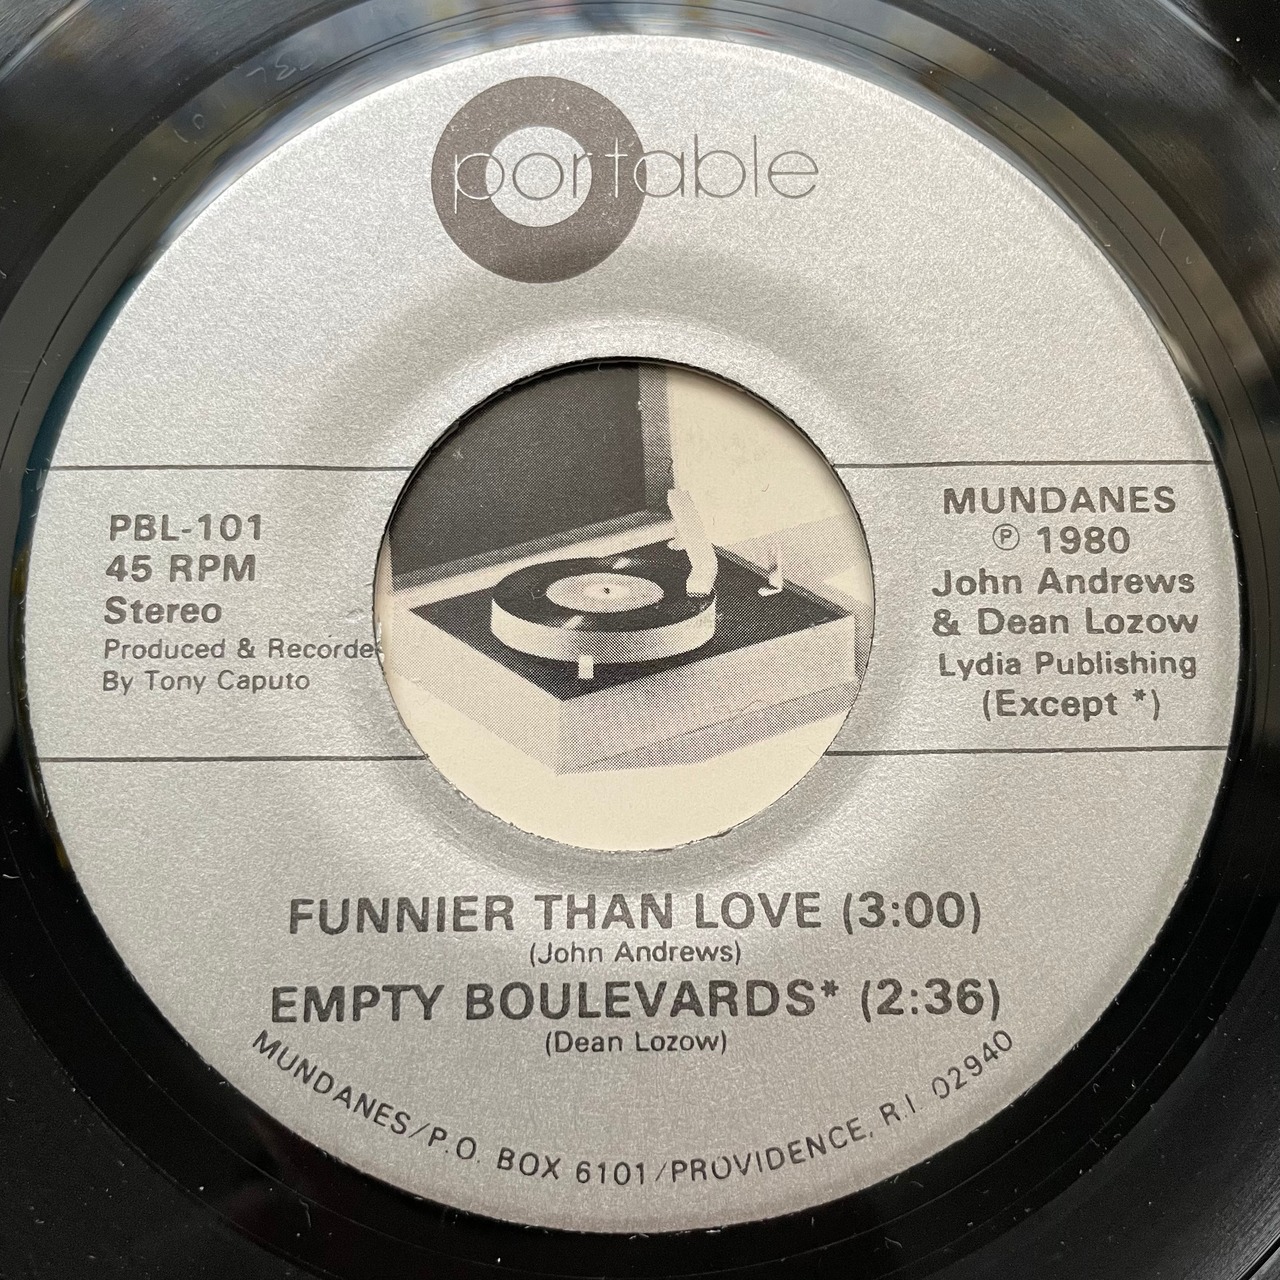 portable
PBL-101
45 RPM
Stereo
Produced & Recorded
By Tony Caputo
MUNDANES
℗ 1980
John Andrews
& Dean Lozow
Lydia Publishing
(Except *)
FUNNIER THAN LOVE (3:00)
(John Andrews)
EMPTY BOULEVARDS* (2:36)
(Dean Lozow)
MUNDANES/P.O. BOX 6101/PROVIDENCE, R.I. 02940